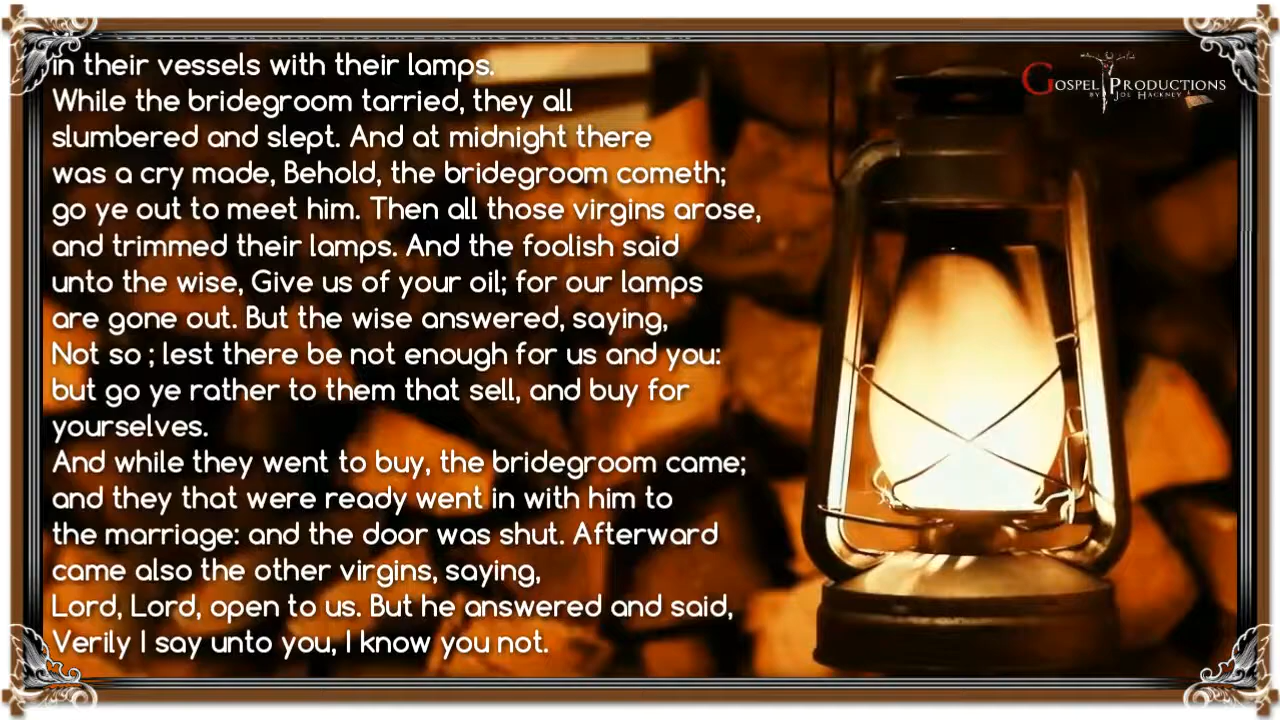 in their vessels with their lamps.
While the bridegroom tarried, they all
slumbered and slept. And at midnight there
was a cry made, Behold, the bridegroom cometh;
go ye out to meet him. Then all those virgins arose,
and trimmed their lamps. And the foolish said
unto the wise, Give us of your oil; for our lamps
are gone out. But the wise answered, saying,
Not so ; lest there be not enough for us and you:
but go ye rather to them that sell, and buy for
yourselves.
And while they went to buy, the bridegroom came;
and they that were ready went in with him to
the marriage: and the door was shut. Afterward
came also the other virgins, saying,
Lord, Lord, open to us. But he answered and said,
Verily I say unto you, I know you not.
GOSPEL PRODUCTIONS
BY JOE HACKNEY